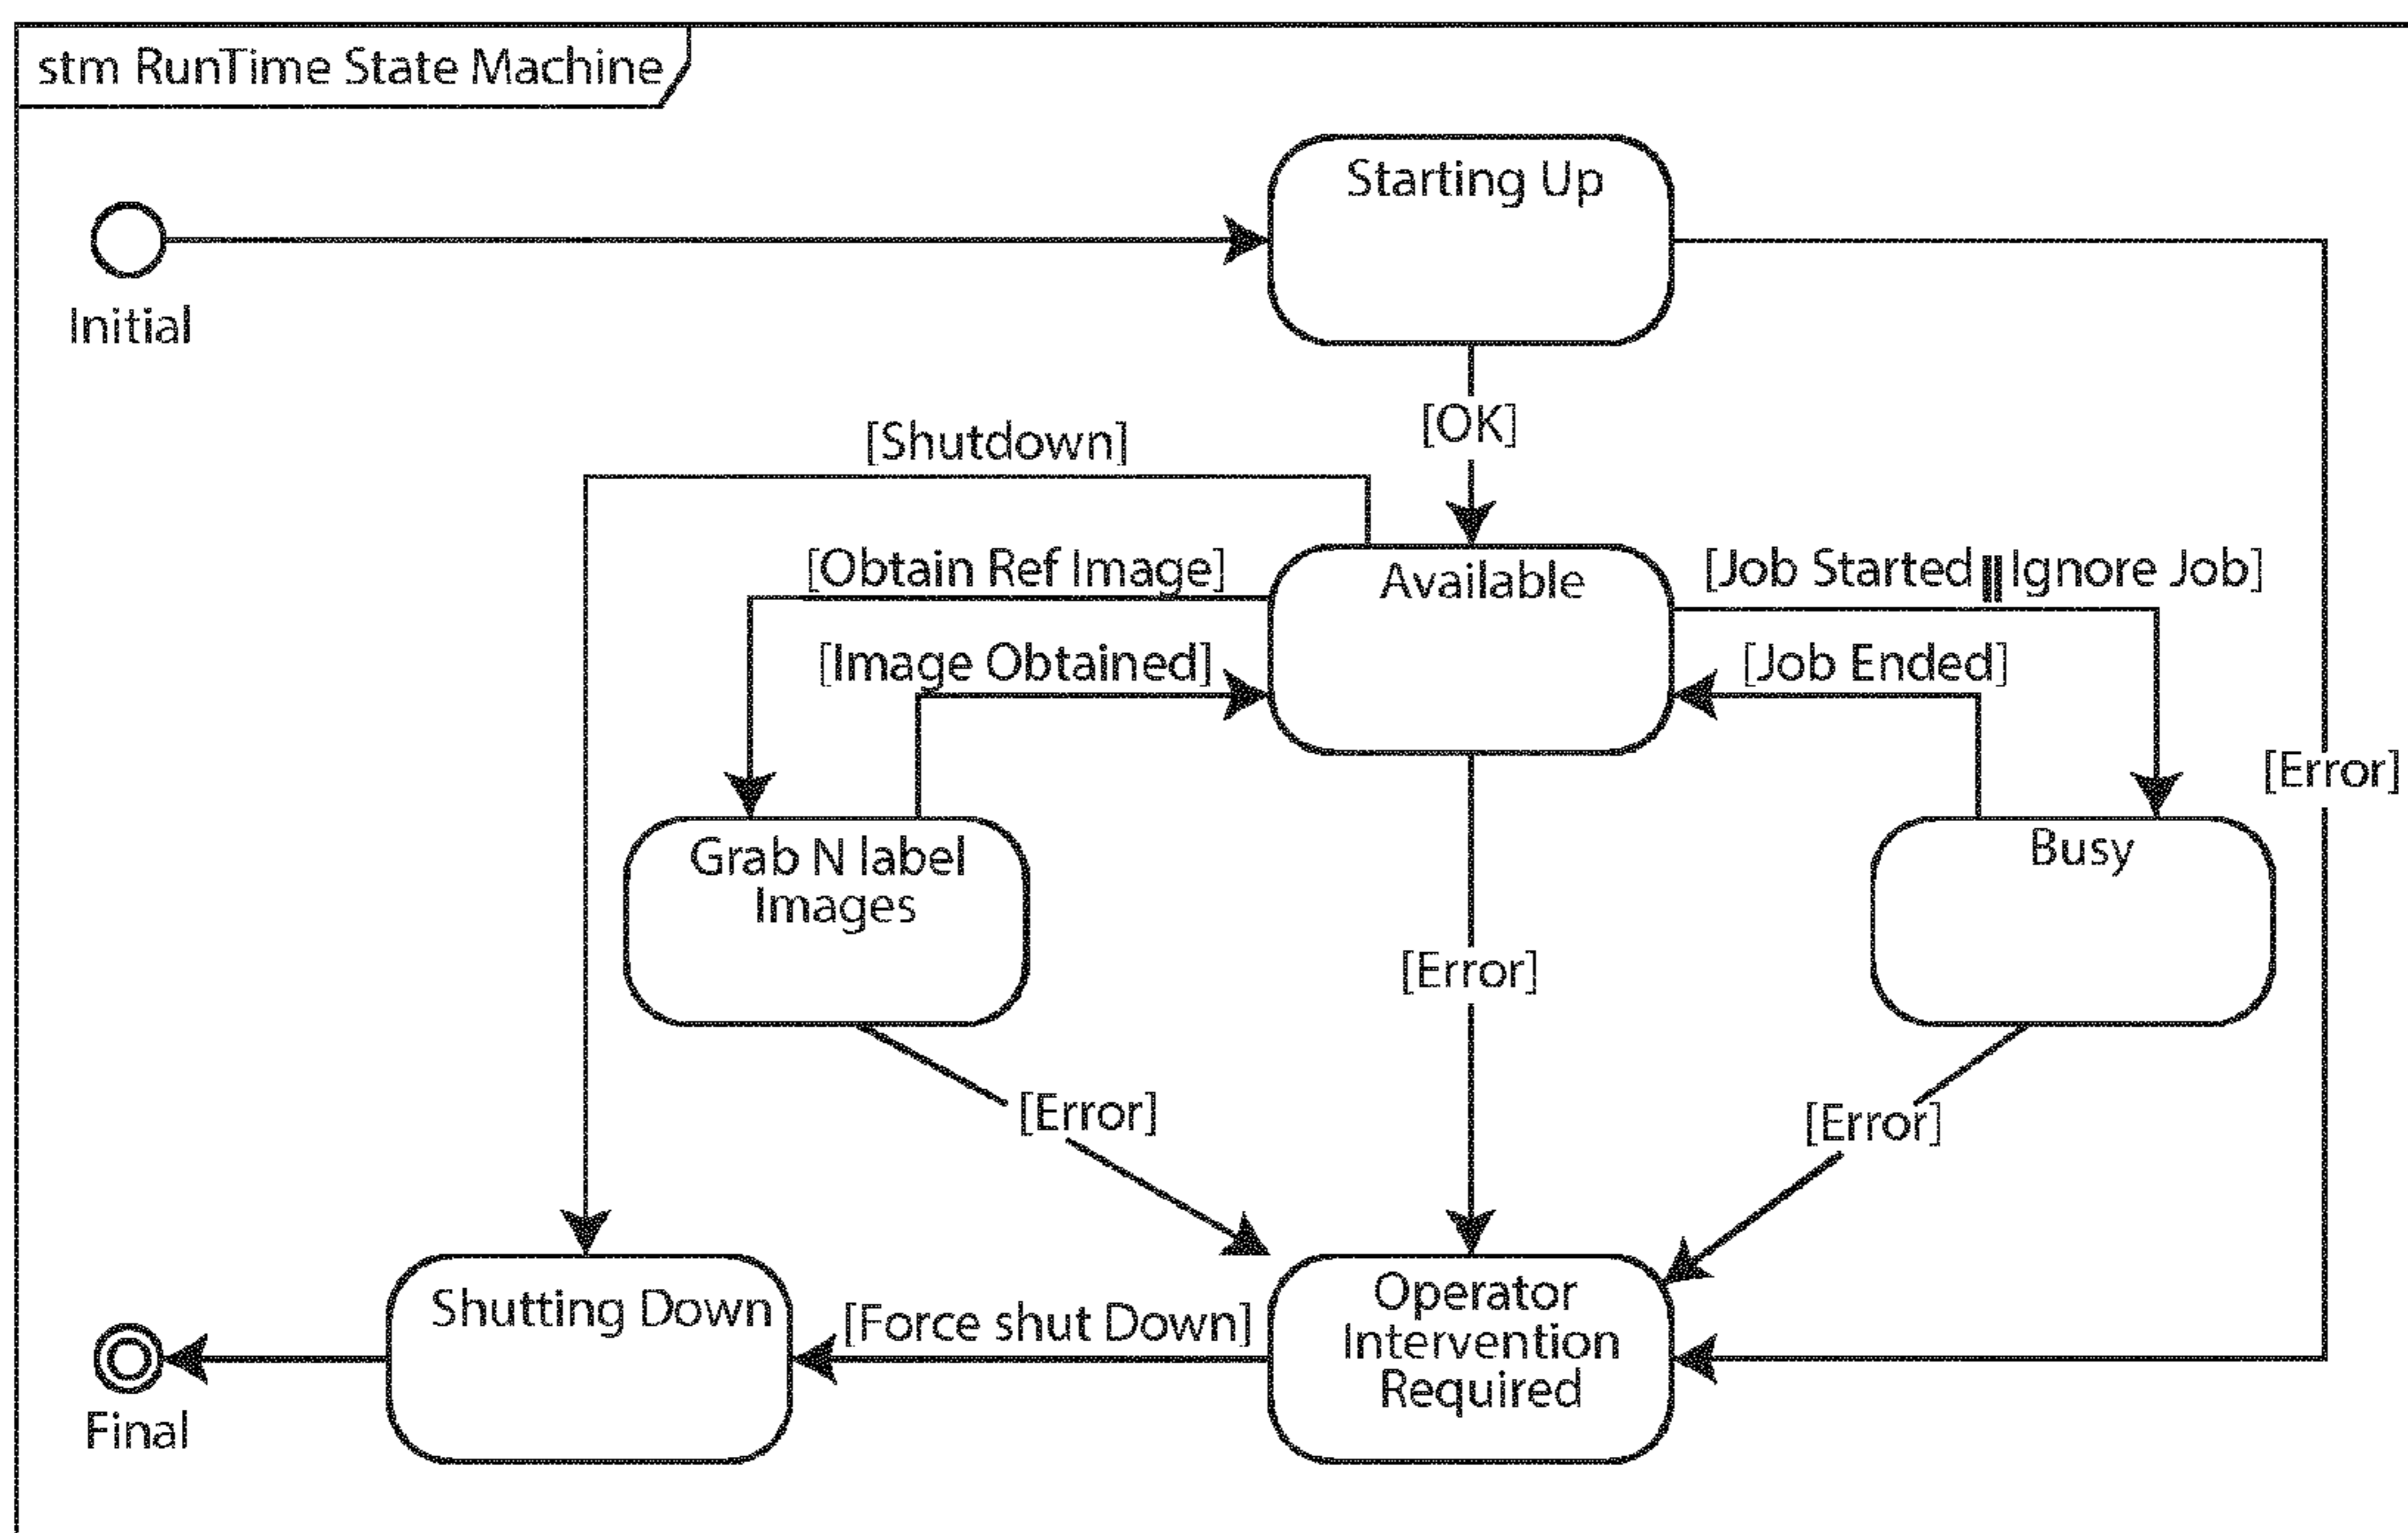 stm RunTime State Machine
Starting Up
Initial
[OK]
[Shutdown]
[Obtain Ref Image]
Available
[Job Started || Ignore Job]
[Image Obtained]
[Job Ended]
[Error]
Grab N label
Images
Busy
[Error]
[Error]
[Error]
Shutting Down
[Force shut Down]
Operator
Intervention
Required
Final